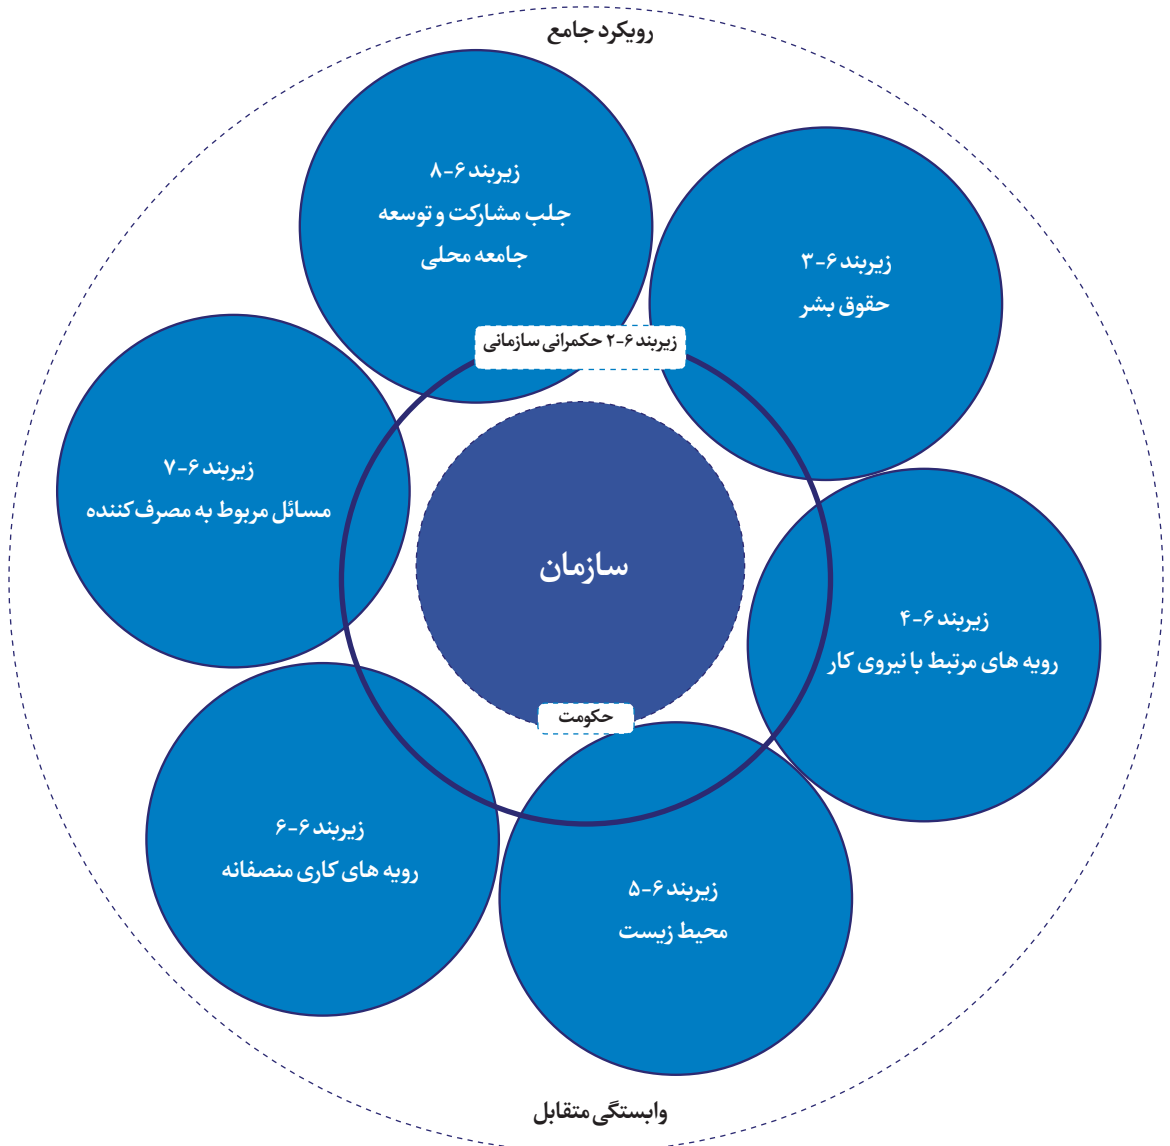 رویکرد جامع
زیربند ۶-۸
جلب مشارکت و توسعه
جامعه محلی
زیربند ۶-۳
حقوق بشر
زیربند ۶-۲ حکمرانی سازمانی
زیربند ۶-۷
مسائل مربوط به مصرف کننده
سازمان
زیربند ۶-۴
رویه های مرتبط با نیروی کار
حکومت
زیربند ۶-۶
رویه های کاری منصفانه
زیربند ۶-۵
محیط زیست
وابستگی متقابل